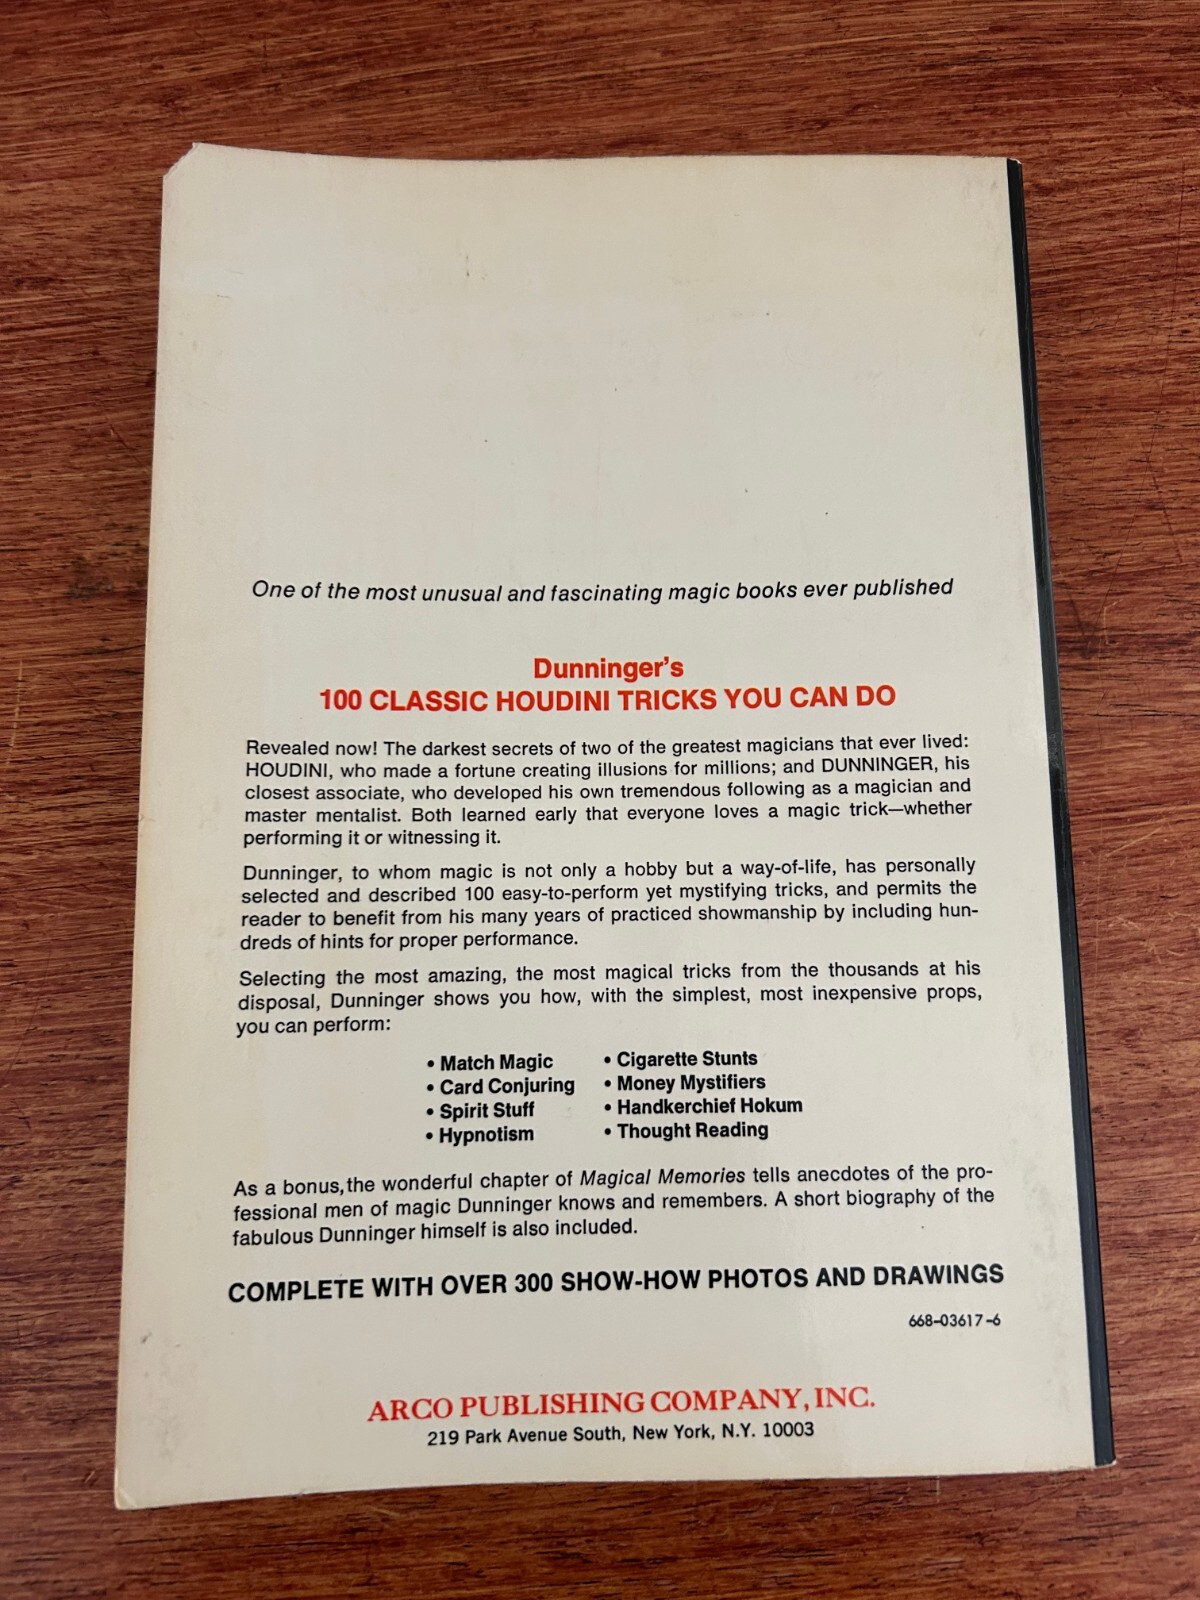 One of the most unusual and fascinating magic books ever published
Dunninger's
100 CLASSIC HOUDINI TRICKS YOU CAN DO
Revealed now! The darkest secrets of two of the greatest magicians that ever lived:
HOUDINI, who made a fortune creating illusions for millions; and DUNNINGER, his
closest associate, who developed his own tremendous following as a magician and
master mentalist. Both learned early that everyone loves a magic trick—whether
performing it or witnessing it.
Dunninger, to whom magic is not only a hobby but a way-of-life, has personally
selected and described 100 easy-to-perform yet mystifying tricks, and permits the
reader to benefit from his many years of practiced showmanship by including hun-
dreds of hints for proper performance.
Selecting the most amazing, the most magical tricks from the thousands at his
disposal, Dunninger shows you how, with the simplest, most inexpensive props,
you can perform:
• Match Magic
• Card Conjuring
• Spirit Stuff
• Hypnotism
• Cigarette Stunts
• Money Mystifiers
• Handkerchief Hokum
• Thought Reading
As a bonus, the wonderful chapter of Magical Memories tells anecdotes of the pro-
fessional men of magic Dunninger knows and remembers. A short biography of the
fabulous Dunninger himself is also included.
COMPLETE WITH OVER 300 SHOW-HOW PHOTOS AND DRAWINGS
668-03617-6
ARCO PUBLISHING COMPANY, INC.
219 Park Avenue South, New York, N.Y. 10003